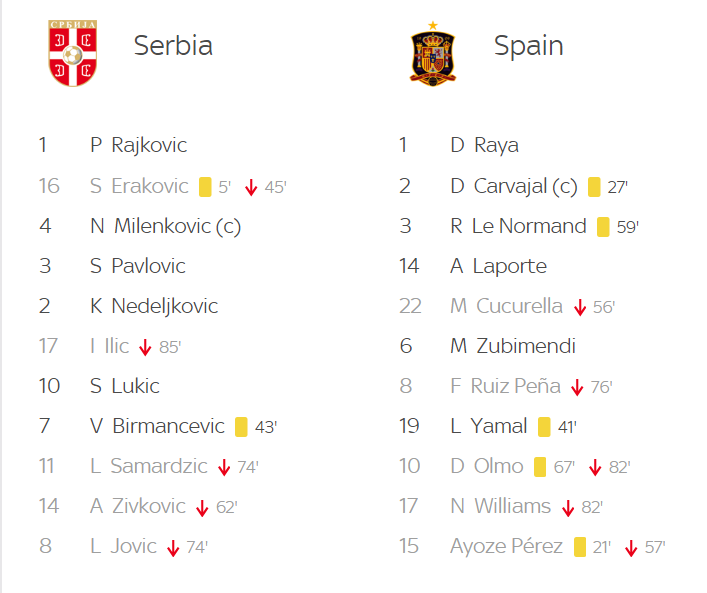 СРБИЈА
Serbia
Spain
1 P Rajkovic
16 S Erakovic 5' 45'
4 N Milenkovic (c)
3 S Pavlovic
2 K Nedeljkovic
17 I Ilic 85'
10 S Lukic
7 V Birmancevic 43'
11 L Samardzic 74'
14 A Zivkovic 62'
8 L Jovic 74'
1 D Raya
2 D Carvajal (c) 27'
3 R Le Normand 59'
14 A Laporte
22 M Cucurella 56'
6 M Zubimendi
8 F Ruiz Peña 76'
19 L Yamal 41'
10 D Olmo 67' 82'
17 N Williams 82'
15 Ayoze Pérez 21' 57'